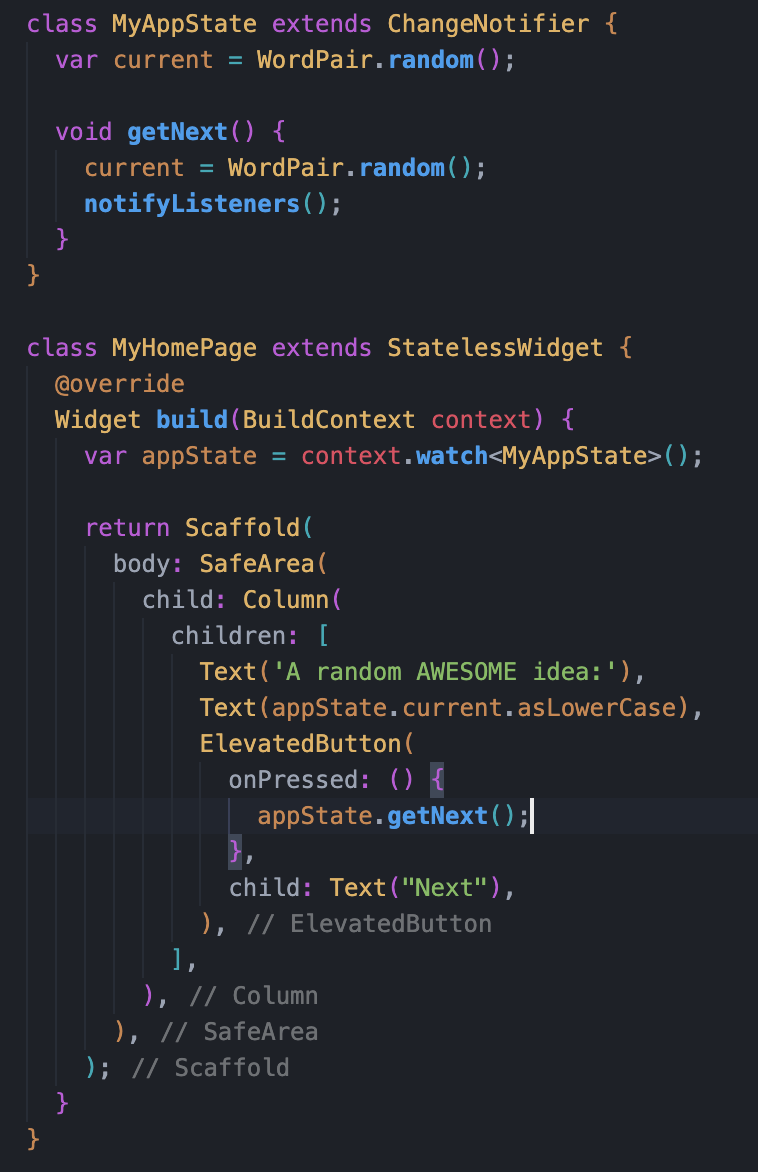 class MyAppState extends ChangeNotifier {
  var current = WordPair.random();

  void getNext() {
    current = WordPair.random();
    notifyListeners();
  }
}

class MyHomePage extends StatelessWidget {
  @override
  Widget build(BuildContext context) {
    var appState = context.watch<MyAppState>();

    return Scaffold(
      body: SafeArea(
        child: Column(
          children: [
            Text('A random AWESOME idea:'),
            Text(appState.current.asLowerCase),
            ElevatedButton(
              onPressed: () {
                appState.getNext();
              },
              child: Text("Next"),
            ), // ElevatedButton
          ],
        ), // Column
      ), // SafeArea
    ); // Scaffold
  }
}